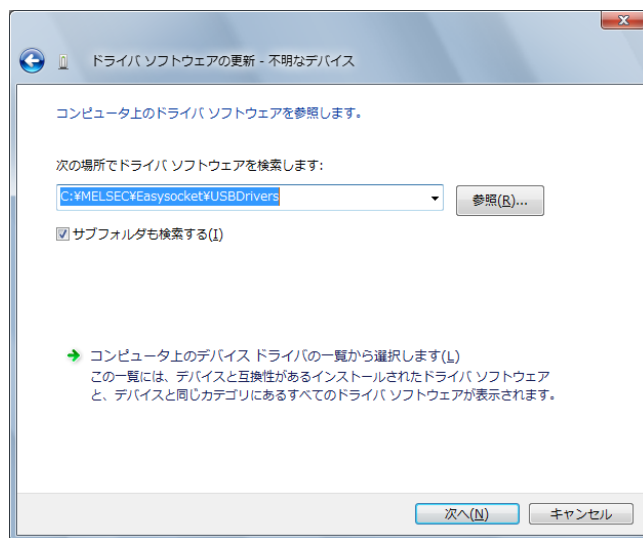 ドライバ ソフトウェアの更新 - 不明なデバイス
コンピュータ上のドライバ ソフトウェアを参照します。
次の場所でドライバ ソフトウェアを検索します:
C:¥MELSEC¥Easysocket¥USBDrivers
参照(R)...
サブフォルダも検索する(I)
コンピュータ上のデバイス ドライバの一覧から選択します(L)
この一覧には、デバイスと互換性があるインストールされたドライバ ソフトウェア
と、デバイスと同じカテゴリにあるすべてのドライバ ソフトウェアが表示されます。
次へ(N)
キャンセル